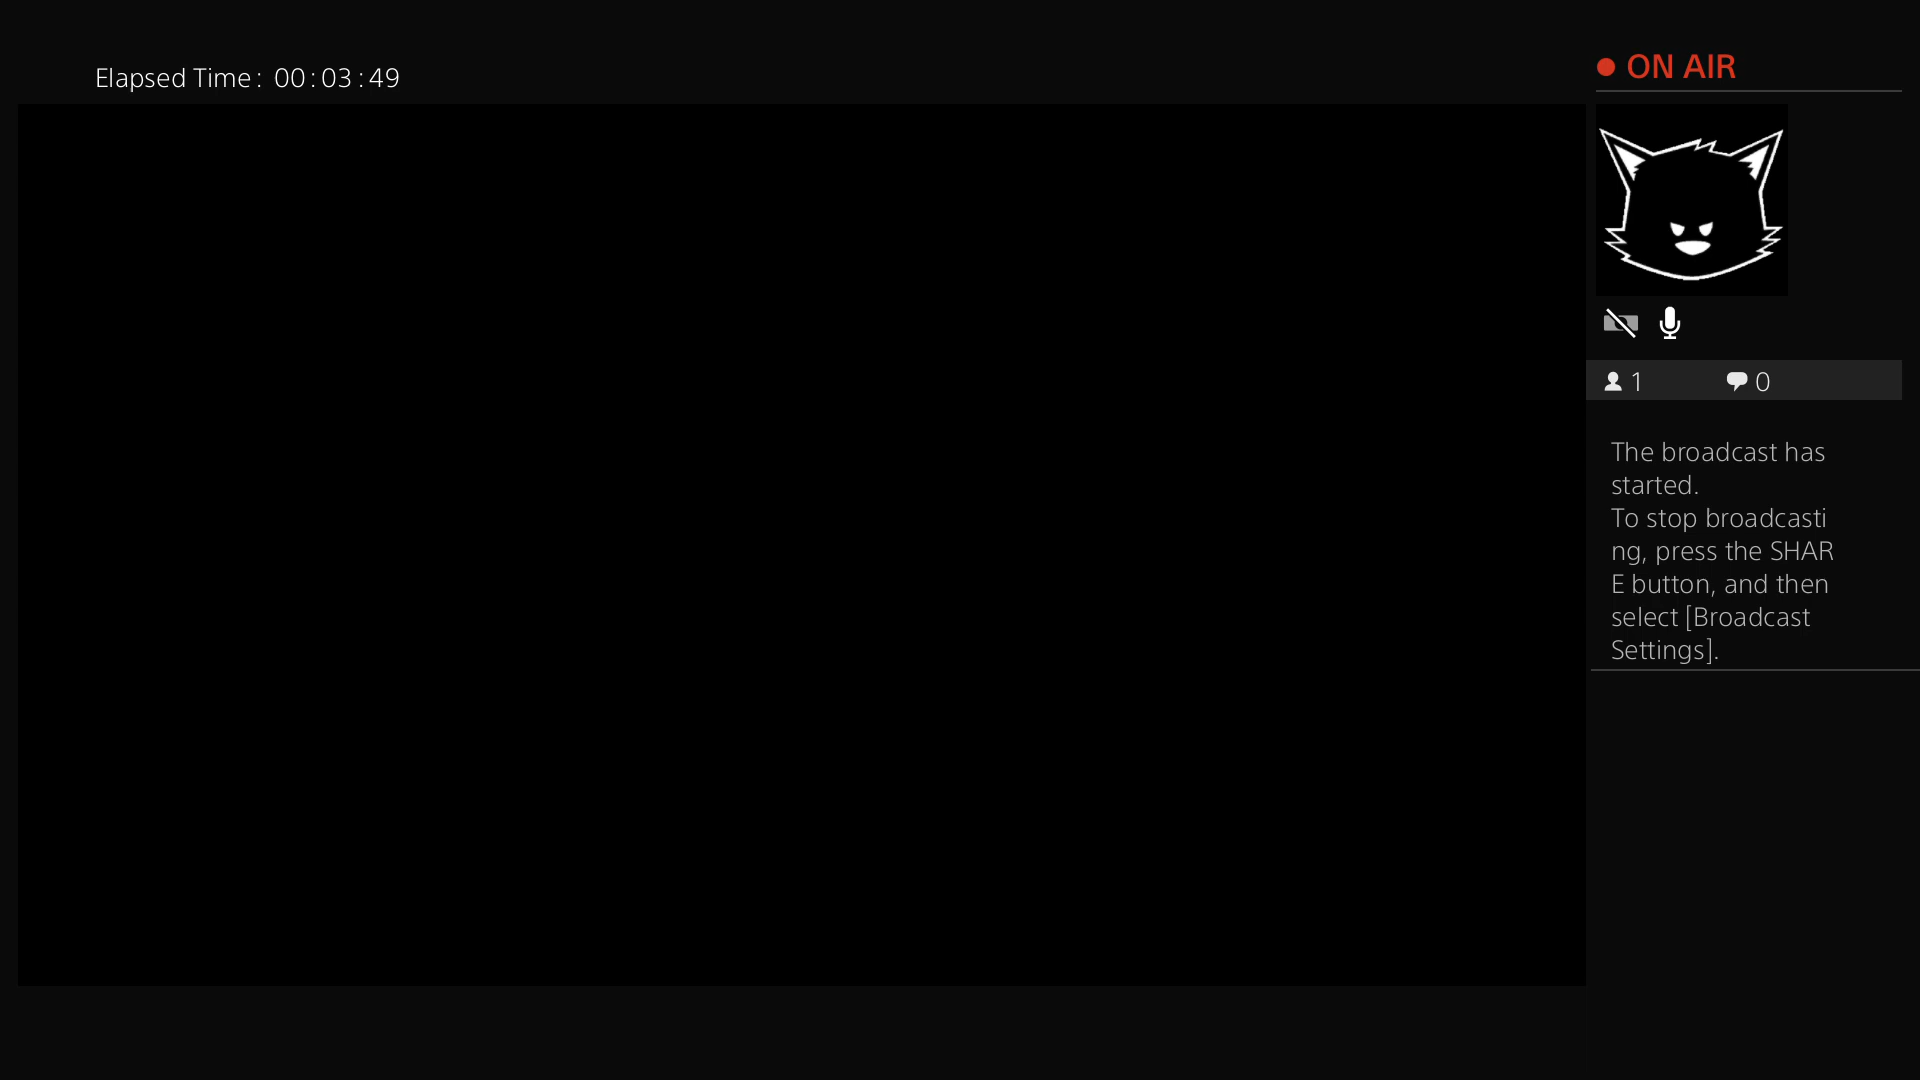 Elapsed Time: 00:03:49
ON AIR
1
0
The broadcast has
started.
To stop broadcasti
ng, press the SHAR
E button, and then
select [Broadcast
Settings].